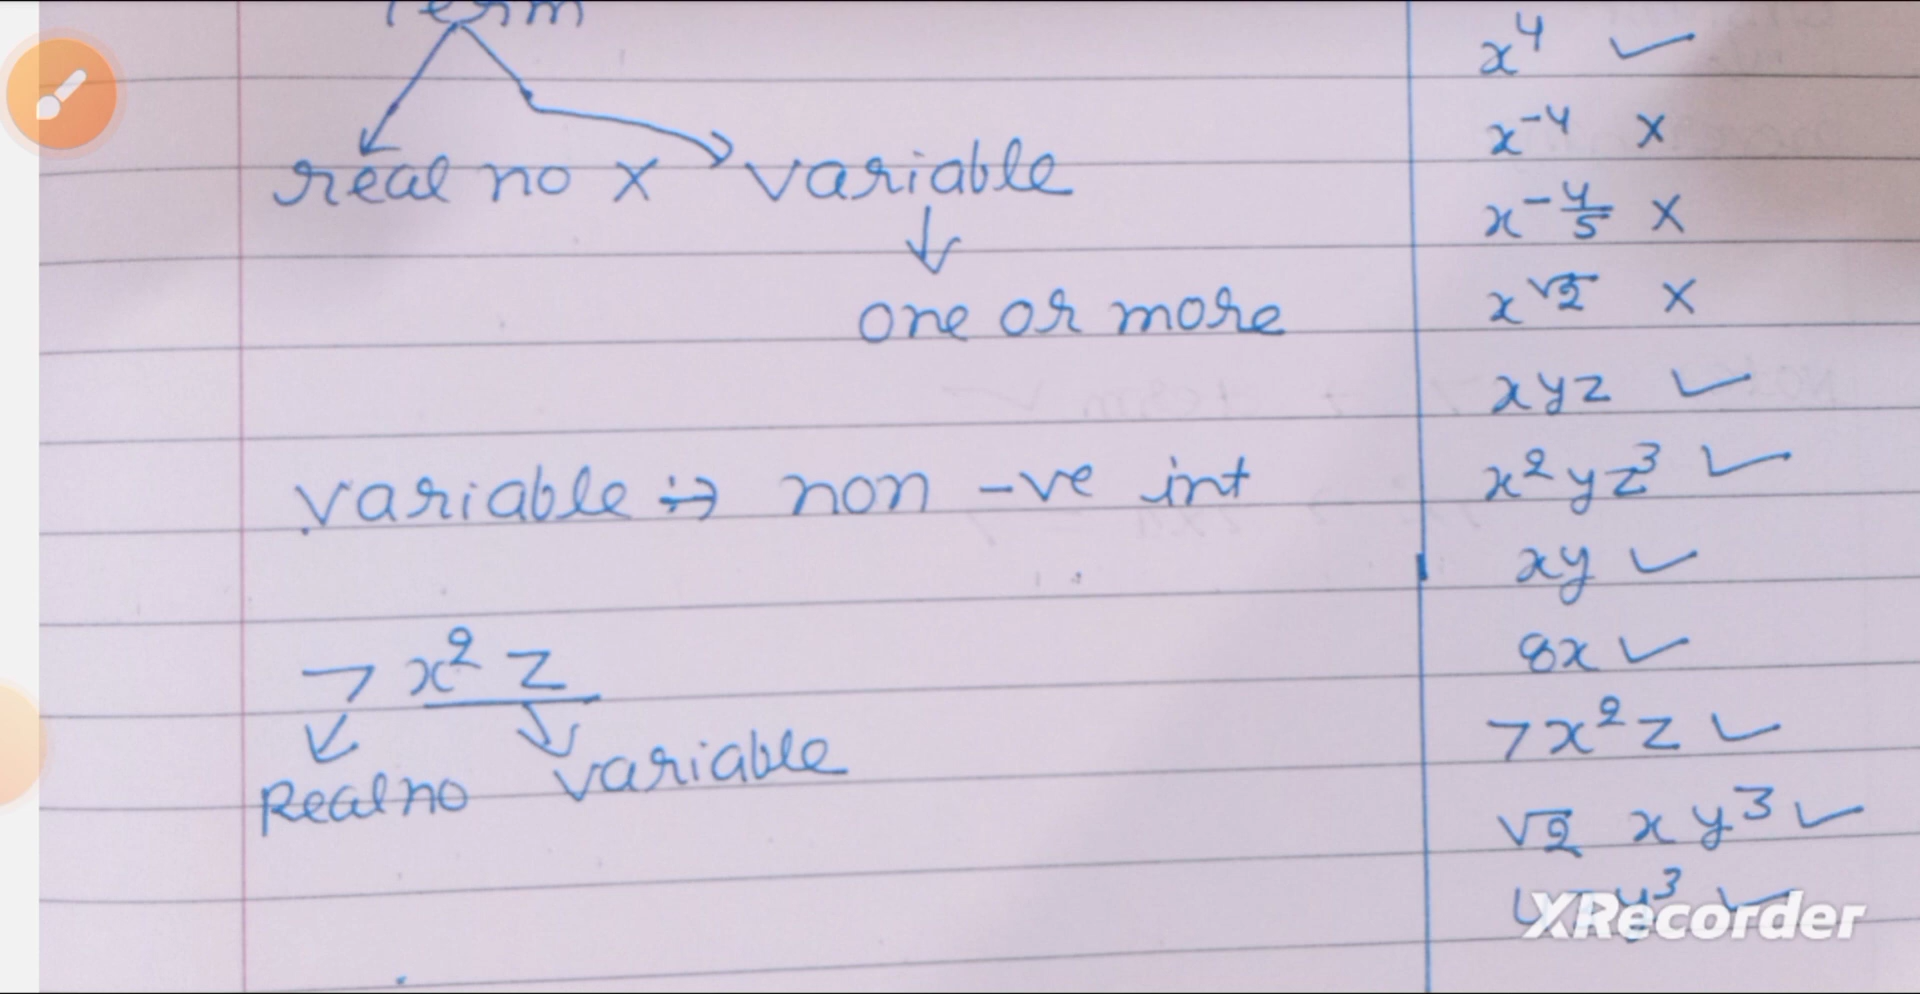 Term
real no x variable
one or more
variable → non -ve int
7 x² z
Real no variable
x⁴ ✓
x⁻⁴ ×
x^-4/5 ×
x^√2 ×
xyz ✓
x²yz³ ✓
xy ✓
8x ✓
7x²z ✓
√2 xy³ ✓
y³ ✓
XRecorder